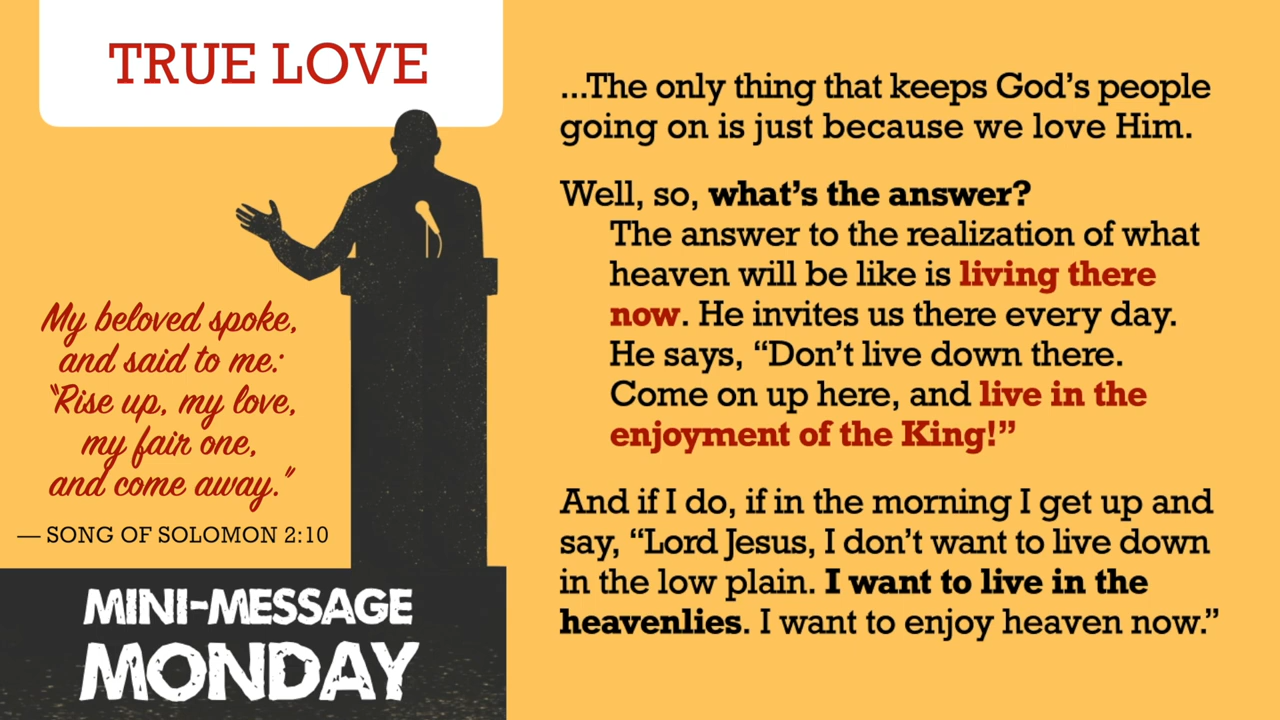 TRUE LOVE
My beloved spoke,
and said to me:
“Rise up, my love,
my fair one,
and come away.”
— SONG OF SOLOMON 2:10
MINI-MESSAGE
MONDAY
...The only thing that keeps God’s people
going on is just because we love Him.
Well, so, what’s the answer?
The answer to the realization of what
heaven will be like is living there
now. He invites us there every day.
He says, “Don’t live down there.
Come on up here, and live in the
enjoyment of the King!”
And if I do, if in the morning I get up and
say, “Lord Jesus, I don’t want to live down
in the low plain. I want to live in the
heavenlies. I want to enjoy heaven now.”